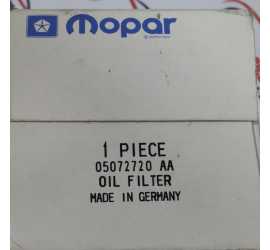 Mopar
1 PIECE
05072720 AA
OIL FILTER
MADE IN GERMANY